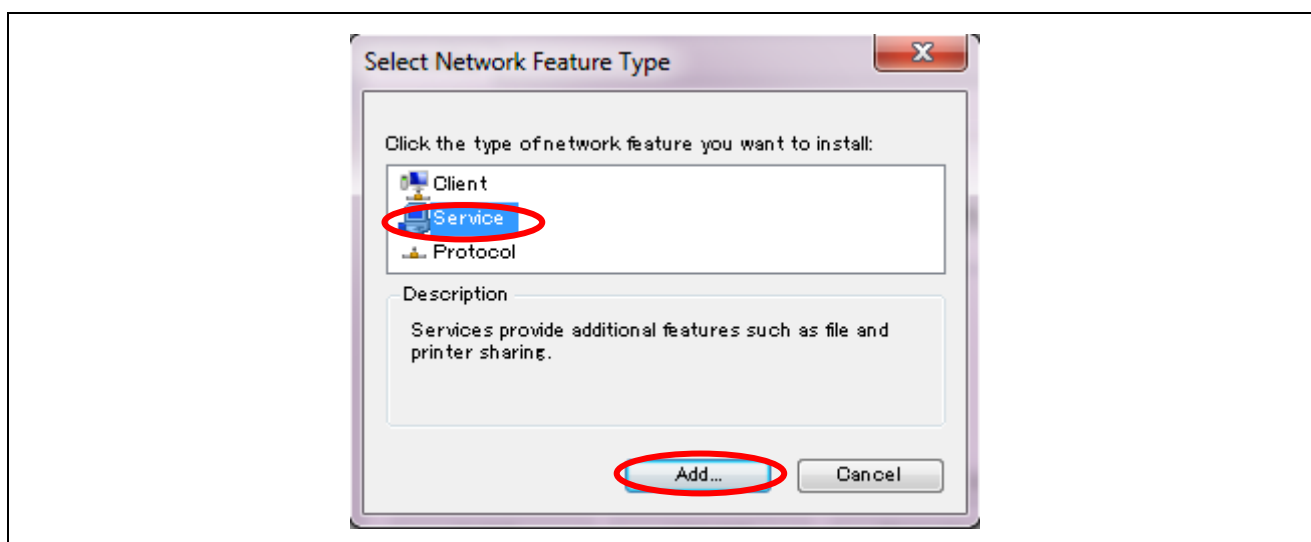 Select Network Feature Type
Click the type of network feature you want to install:
Client
Service
Protocol
Description
Services provide additional features such as file and
printer sharing.
Add...
Cancel